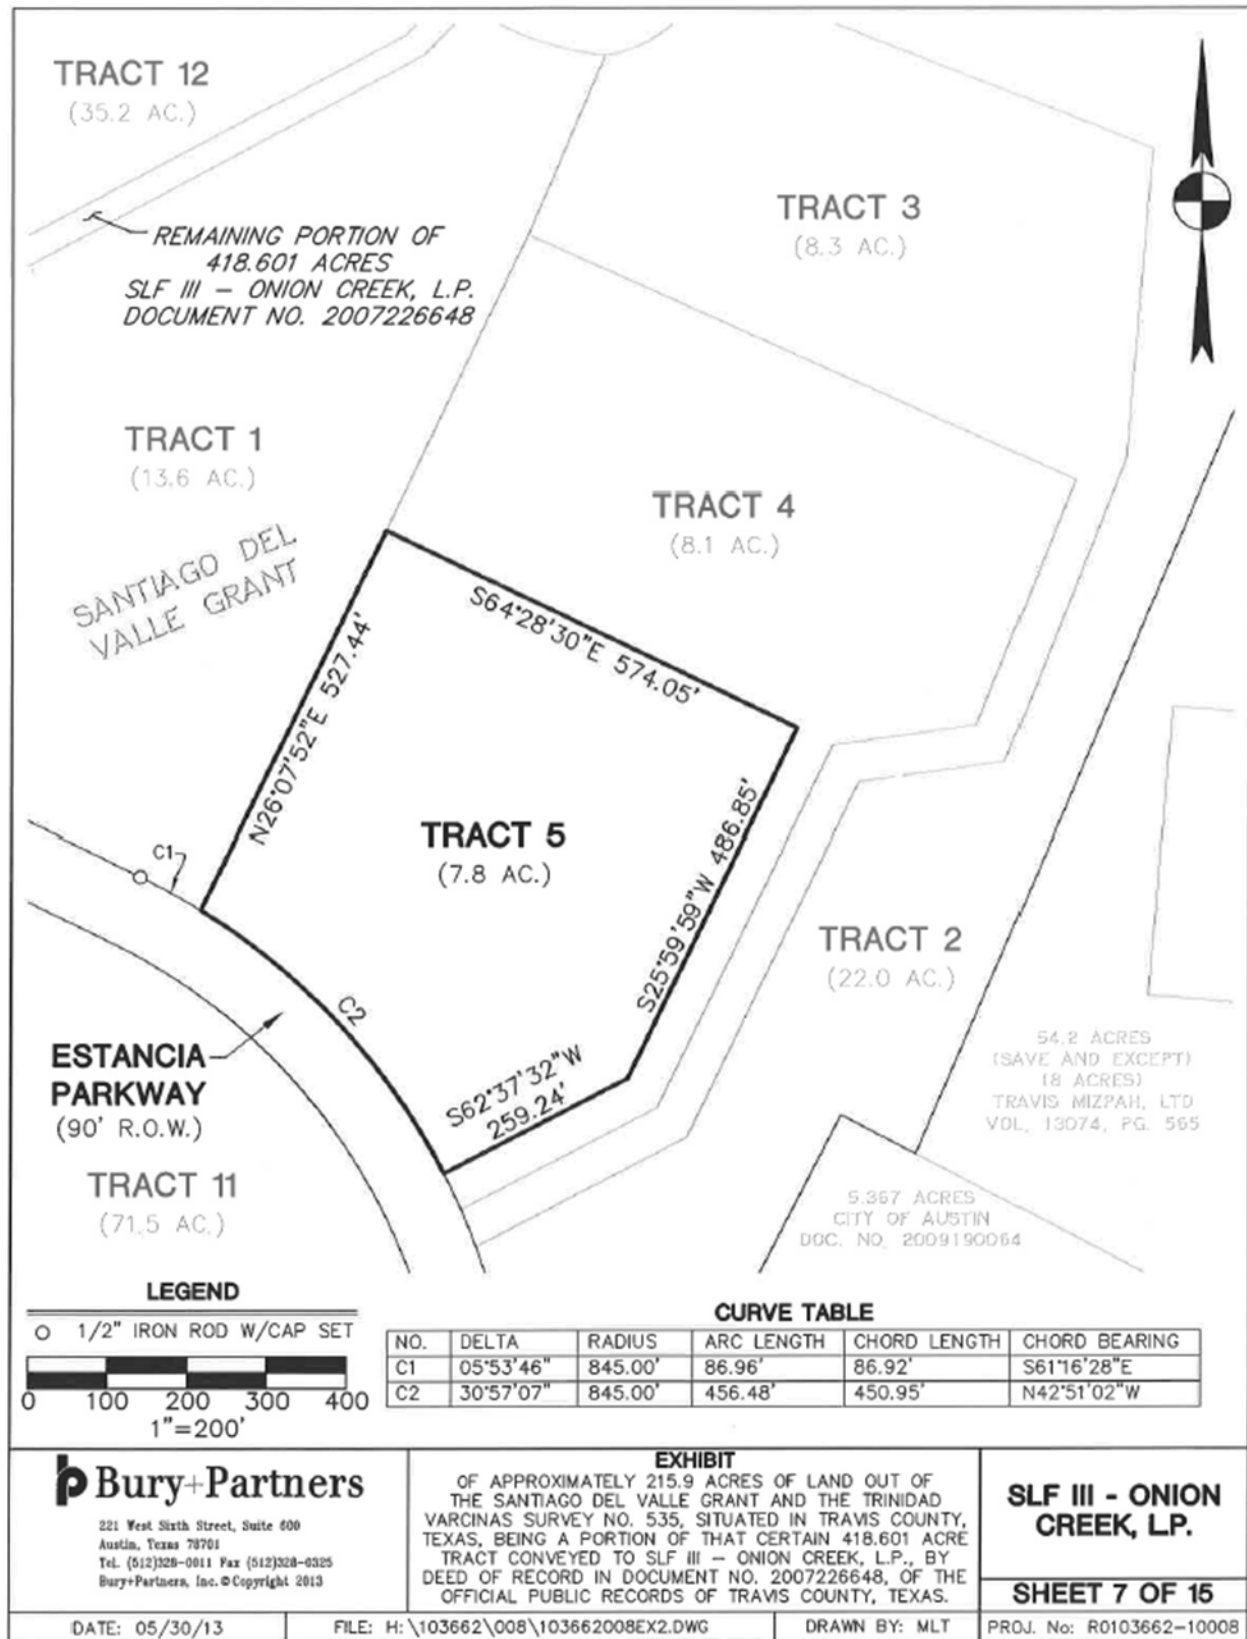 TRACT 12
(35.2 AC.)
REMAINING PORTION OF
418.601 ACRES
SLF III – ONION CREEK, L.P.
DOCUMENT NO. 2007226648
TRACT 3
(8.3 AC.)
TRACT 1
(13.6 AC.)
TRACT 4
(8.1 AC.)
SANTIAGO DEL
VALLE GRANT
S64°28'30"E 574.05'
N26°07'52"E 527.44'
TRACT 5
(7.8 AC.)
S25°59'59"W 486.85'
C1
C2
TRACT 2
(22.0 AC.)
ESTANCIA
PARKWAY
(90' R.O.W.)
S62°37'32"W
259.24'
54.2 ACRES
(SAVE AND EXCEPT)
(8 ACRES)
TRAVIS MIZPAH, LTD
VOL. 13074, PG. 565
TRACT 11
(71.5 AC.)
5.367 ACRES
CITY OF AUSTIN
DOC. NO. 2009190064
LEGEND
1/2" IRON ROD W/CAP SET
0 100 200 300 400
1"=200'
CURVE TABLE
NO. DELTA RADIUS ARC LENGTH CHORD LENGTH CHORD BEARING
C1 05°53'46" 845.00' 86.96' 86.92' S61°16'28"E
C2 30°57'07" 845.00' 456.48' 450.95' N42°51'02"W
Bury+Partners
221 West Sixth Street, Suite 600
Austin, Texas 78701
Tel. (512)328-0011 Fax (512)328-0325
Bury+Partners, Inc. © Copyright 2013
EXHIBIT
OF APPROXIMATELY 215.9 ACRES OF LAND OUT OF
THE SANTIAGO DEL VALLE GRANT AND THE TRINIDAD
VARCINAS SURVEY NO. 535, SITUATED IN TRAVIS COUNTY,
TEXAS, BEING A PORTION OF THAT CERTAIN 418.601 ACRE
TRACT CONVEYED TO SLF III – ONION CREEK, L.P., BY
DEED OF RECORD IN DOCUMENT NO. 2007226648, OF THE
OFFICIAL PUBLIC RECORDS OF TRAVIS COUNTY, TEXAS.
SLF III - ONION
CREEK, L.P.
SHEET 7 OF 15
DATE: 05/30/13
FILE: H:\103662\008\103662008EX2.DWG
DRAWN BY: MLT
PROJ. No: R0103662-10008